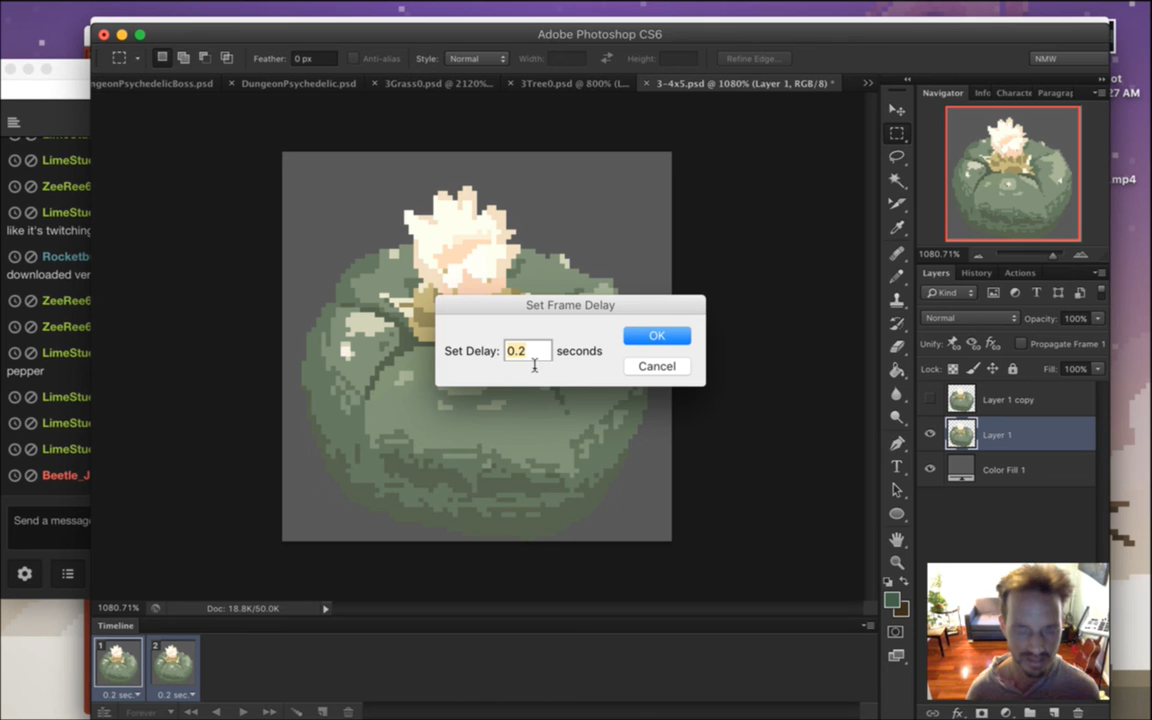 Adobe Photoshop CS6
Feather: 0 px
Anti-alias
Style: Normal
Width:
Height:
Refine Edge...
NMW
ngeonPsychedelicBoss.psd
DungeonPsychedelic.psd
3Grass0.psd @ 2120%...
3Tree0.psd @ 800% (L...
3-4x5.psd @ 1080% (Layer 1, RGB/8) *
27 AM
.mp4
LimeStu
ZeeRee6
LimeStu
like it's twitching
Rocketb
downloaded ver
ZeeRee6
ZeeRee6
LimeStu
pepper
LimeStu
LimeStu
LimeStu
Beetle_J
Send a message
Set Frame Delay
Set Delay: 0.2 seconds
OK
Cancel
Navigator
Info
Characte
Paragrap
1080.71%
Layers
History
Actions
Kind
Normal
Opacity: 100%
Unify:
Propagate Frame 1
Lock:
Fill: 100%
Layer 1 copy
Layer 1
Color Fill 1
1080.71%
Doc: 18.8K/50.0K
Timeline
1
2
0.2 sec.
0.2 sec.
Forever